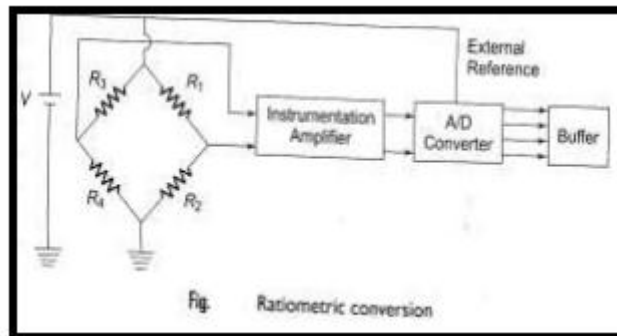 External
Reference
R3
R1
V
Instrumentation
Amplifier
A/D
Converter
Buffer
R4
R2
Fig. Ratiometric conversion